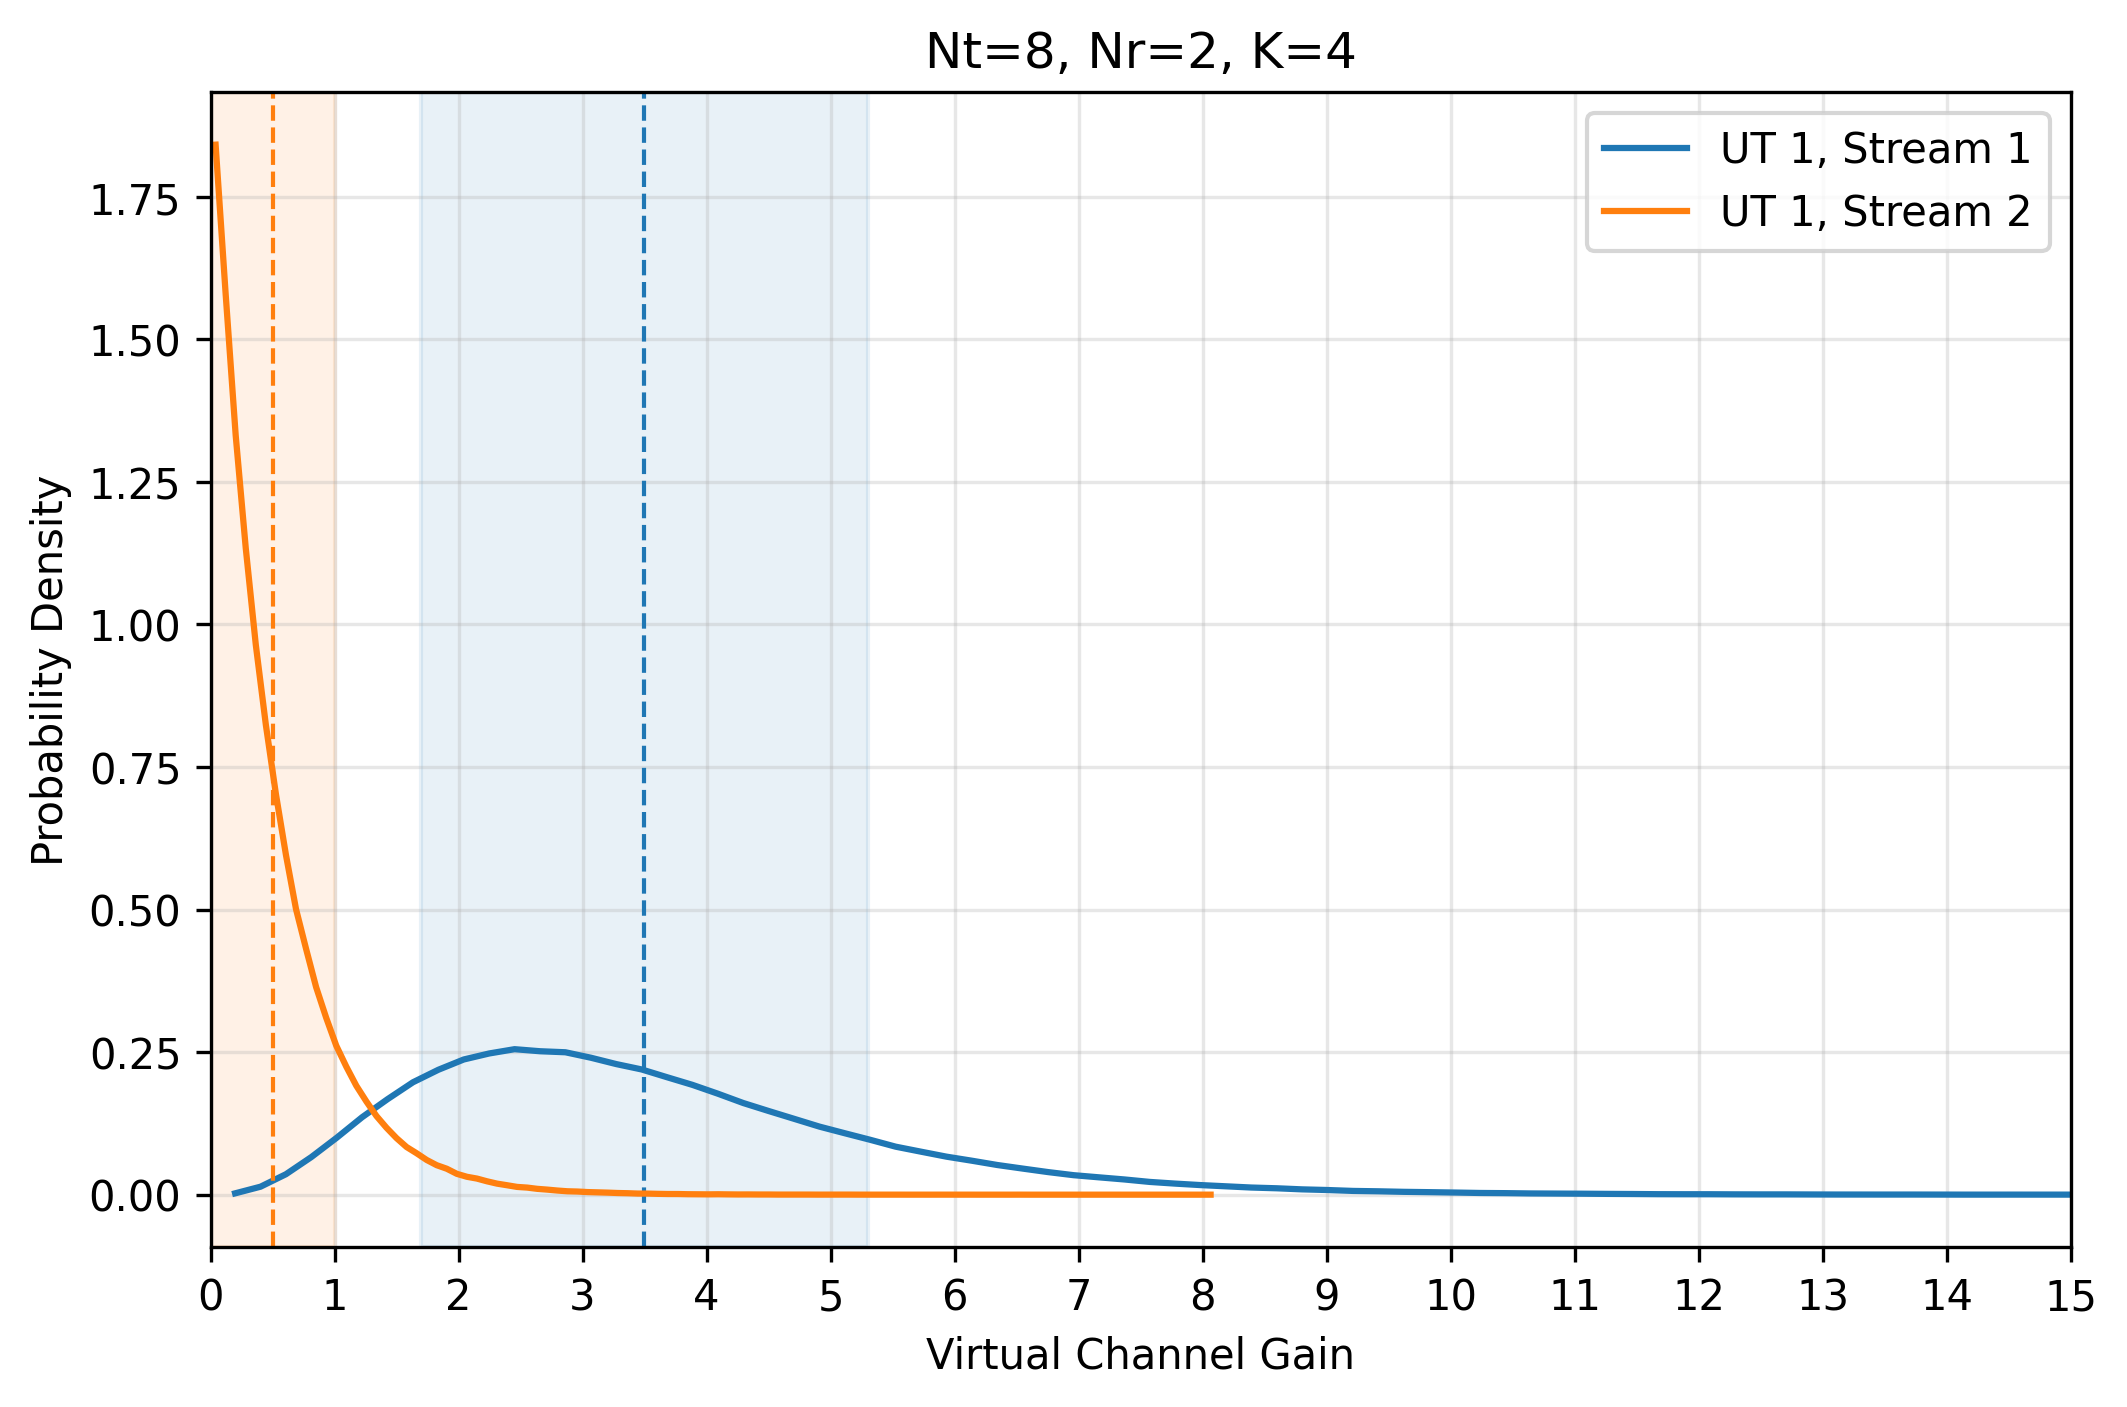 Nt=8, Nr=2, K=4
UT 1, Stream 1
UT 1, Stream 2
Probability Density
1.75
1.50
1.25
1.00
0.75
0.50
0.25
0.00
0 1 2 3 4 5 6 7 8 9 10 11 12 13 14 15
Virtual Channel Gain